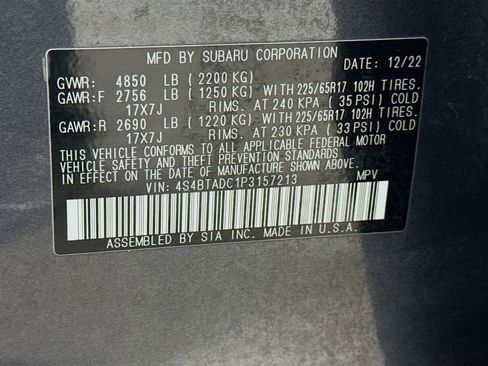 MFD BY SUBARU CORPORATION DATE: 12/22
GVWR: 4850 LB (2200 KG)
GAWR:F 2756 LB (1250 KG) WITH 225/65R17 102H TIRES.
17X7J RIMS. AT 240 KPA (35 PSI) COLD
GAWR:R 2690 LB (1220 KG) WITH 225/65R17 102H TIRES.
17X7J RIMS. AT 230 KPA (33 PSI) COLD
THIS VEHICLE CONFORMS TO ALL APPLICABLE FEDERAL MOTOR
VEHICLE SAFETY AND THEFT PREVENTION STANDARDS IN
EFFECT ON THE DATE OF MANUFACTURE SHOWN ABOVE.
VIN: 4S4BTADC1P3157213 MPV
ASSEMBLED BY SIA INC. MADE IN U.S.A.